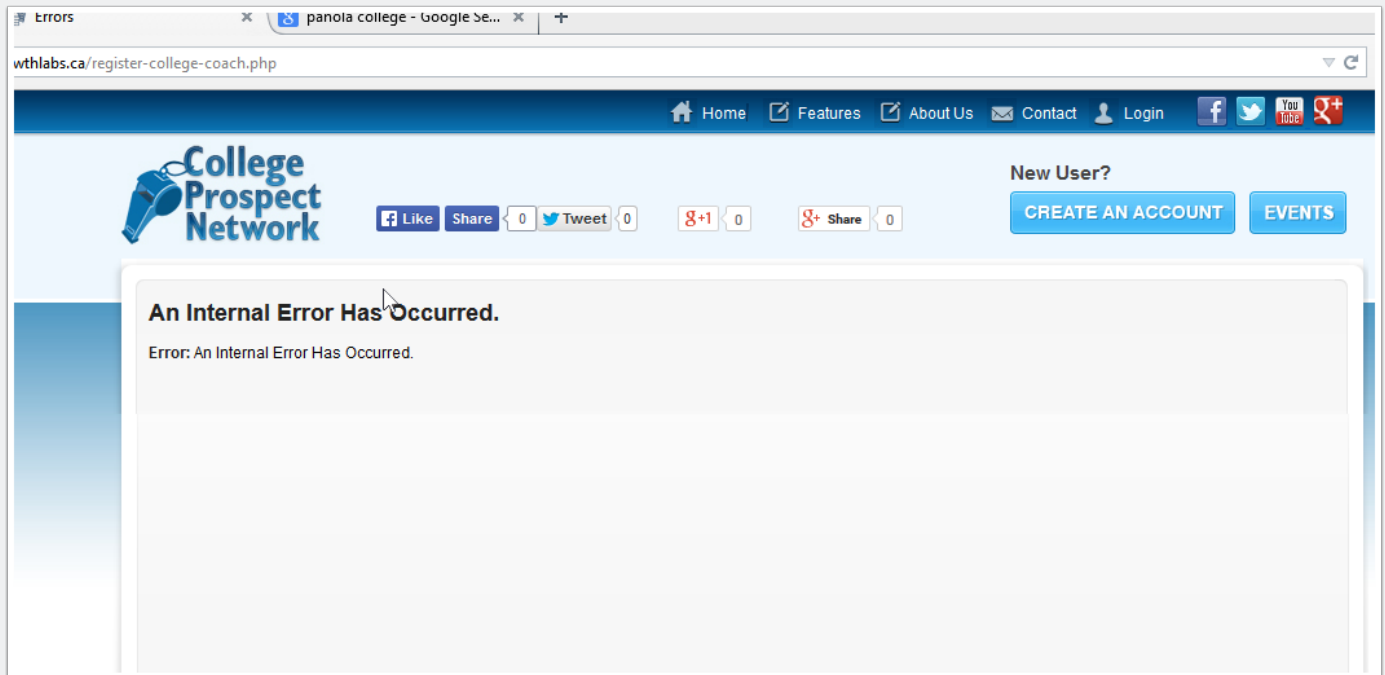 Errors
panola college - Google Se...
wthlabs.ca/register-college-coach.php
Home Features About Us Contact Login
You
Tube
College
Prospect
Network
Like Share 0 Tweet 0 g+1 0 g+ Share 0
New User?
CREATE AN ACCOUNT EVENTS
An Internal Error Has Occurred.
Error: An Internal Error Has Occurred.